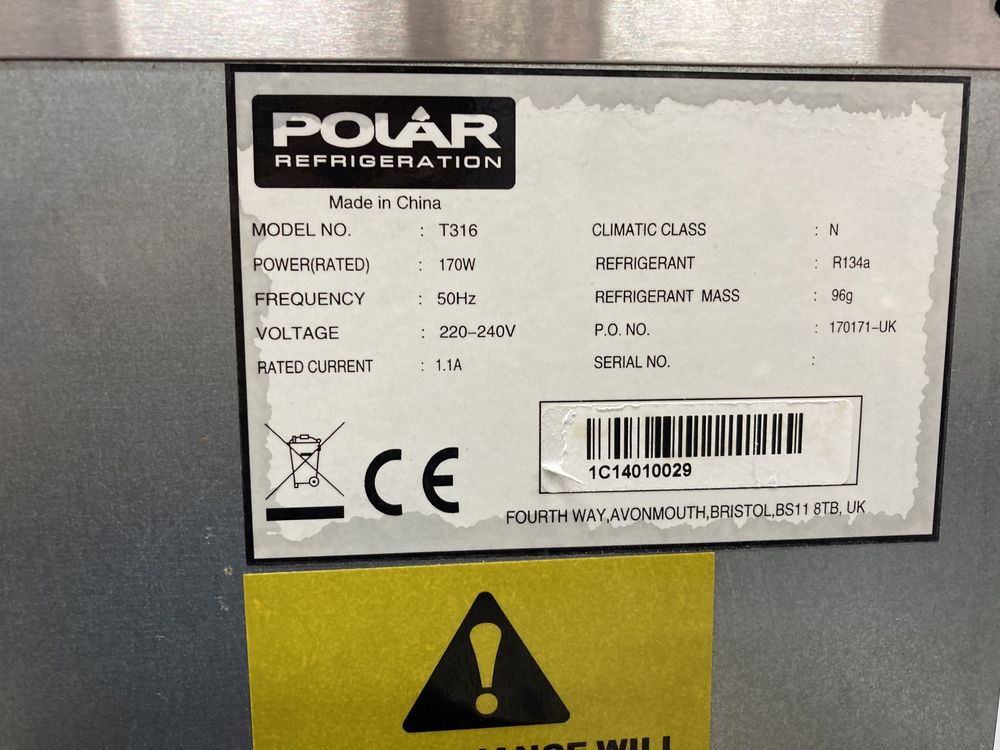 POLAR
REFRIGERATION
Made in China
MODEL NO. : T316
POWER(RATED) : 170W
FREQUENCY : 50Hz
VOLTAGE : 220-240V
RATED CURRENT : 1.1A
CLIMATIC CLASS : N
REFRIGERANT : R134a
REFRIGERANT MASS : 96g
P.O. NO. : 170171-UK
SERIAL NO. :
CE
1C14010029
FOURTH WAY,AVONMOUTH,BRISTOL,BS11 8TB, UK
WILL